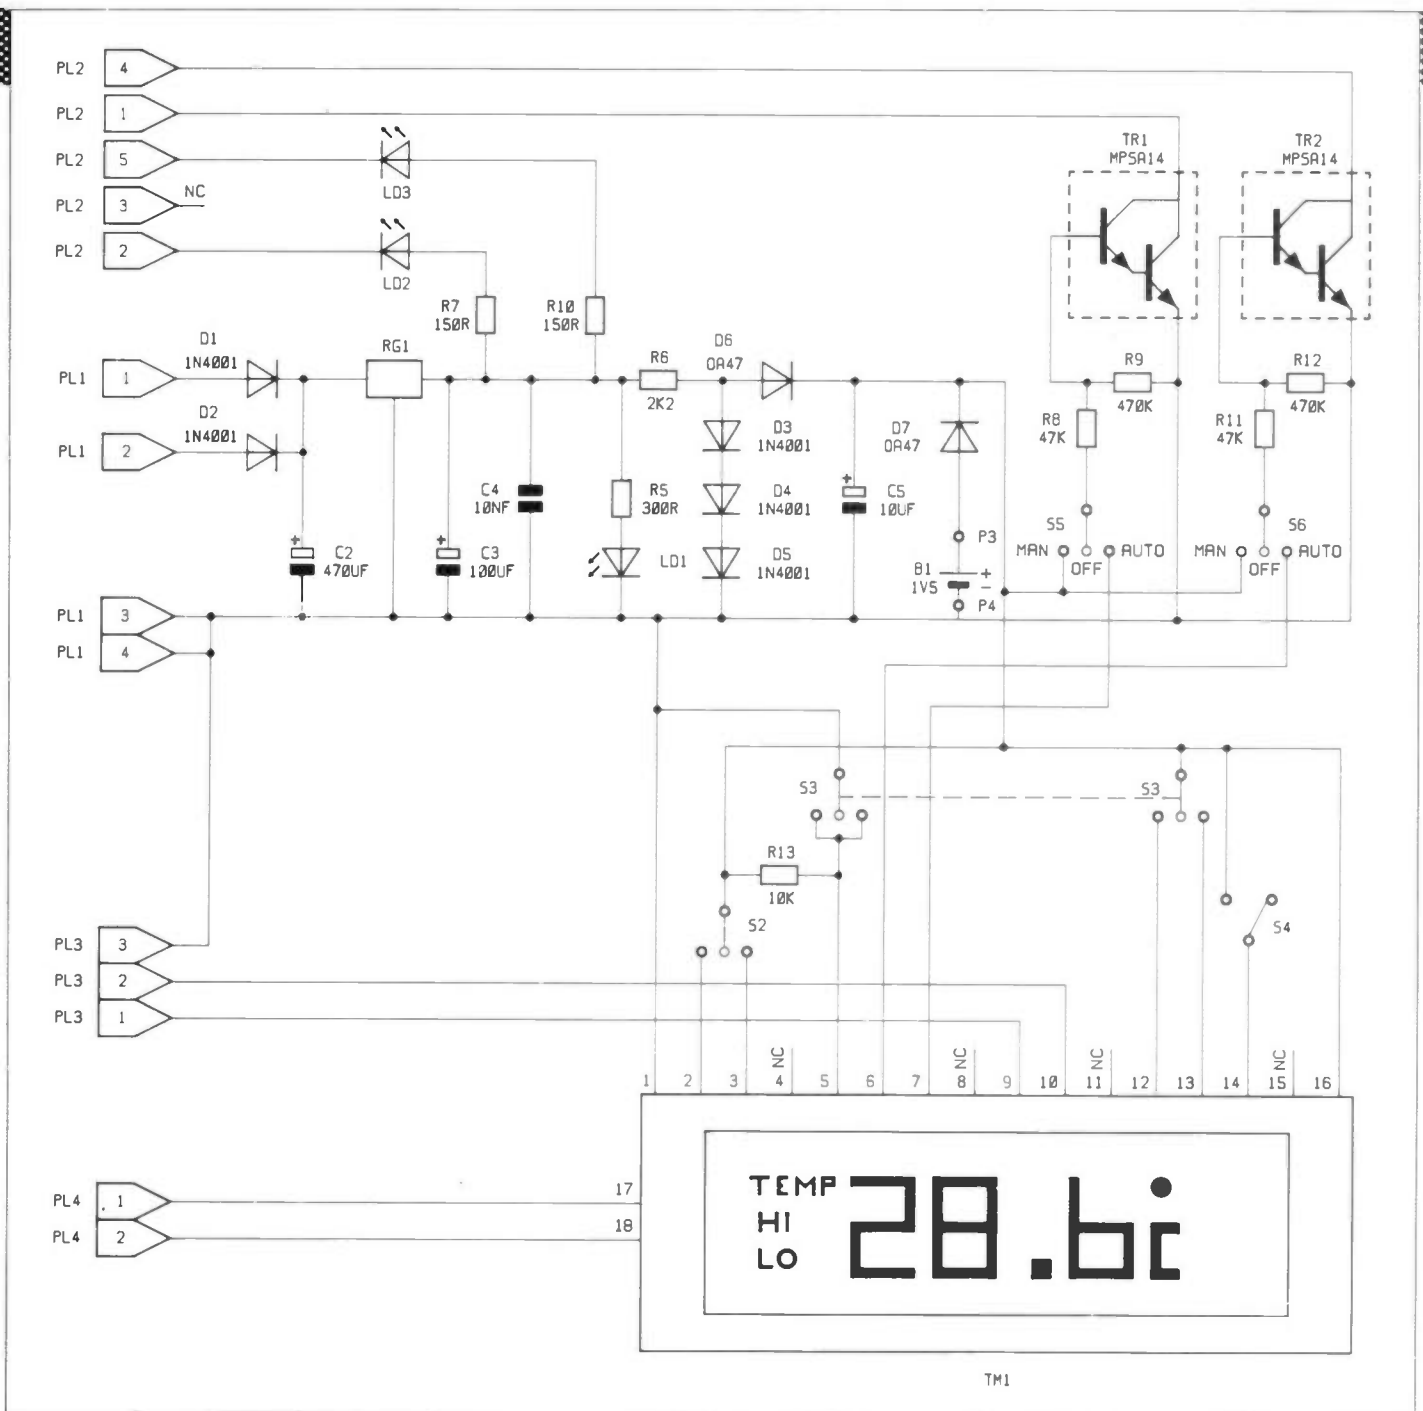 PL2 4
PL2 1
PL2 5
LD3
PL2 3 NC
PL2 2
LD2
TR1
MPSA14
TR2
MPSA14
R7
150R
R10
150R
D1
1N4001
PL1 1
RG1
R6
2K2
D6
OA47
R9
470K
R12
470K
D2
1N4001
PL1 2
D3
1N4001
D7
OA47
R8
47K
R11
47K
C4
10NF
R5
300R
D4
1N4001
C5
+
10UF
+
C2
470UF
+
C3
100UF
LD1
D5
1N4001
P3
B1
1V5
+
-
P4
S5
MAN OFF AUTO
S6
MAN OFF AUTO
PL1 3
PL1 4
S3
S3
R13
10K
S2
S4
PL3 3
PL3 2
PL3 1
1 2 3 4 5 6 7 8 9 10 11 12 13 14 15 16
NC NC NC NC
PL4 1 17
PL4 2 18
TEMP
HI
LO
28.6c
TM1